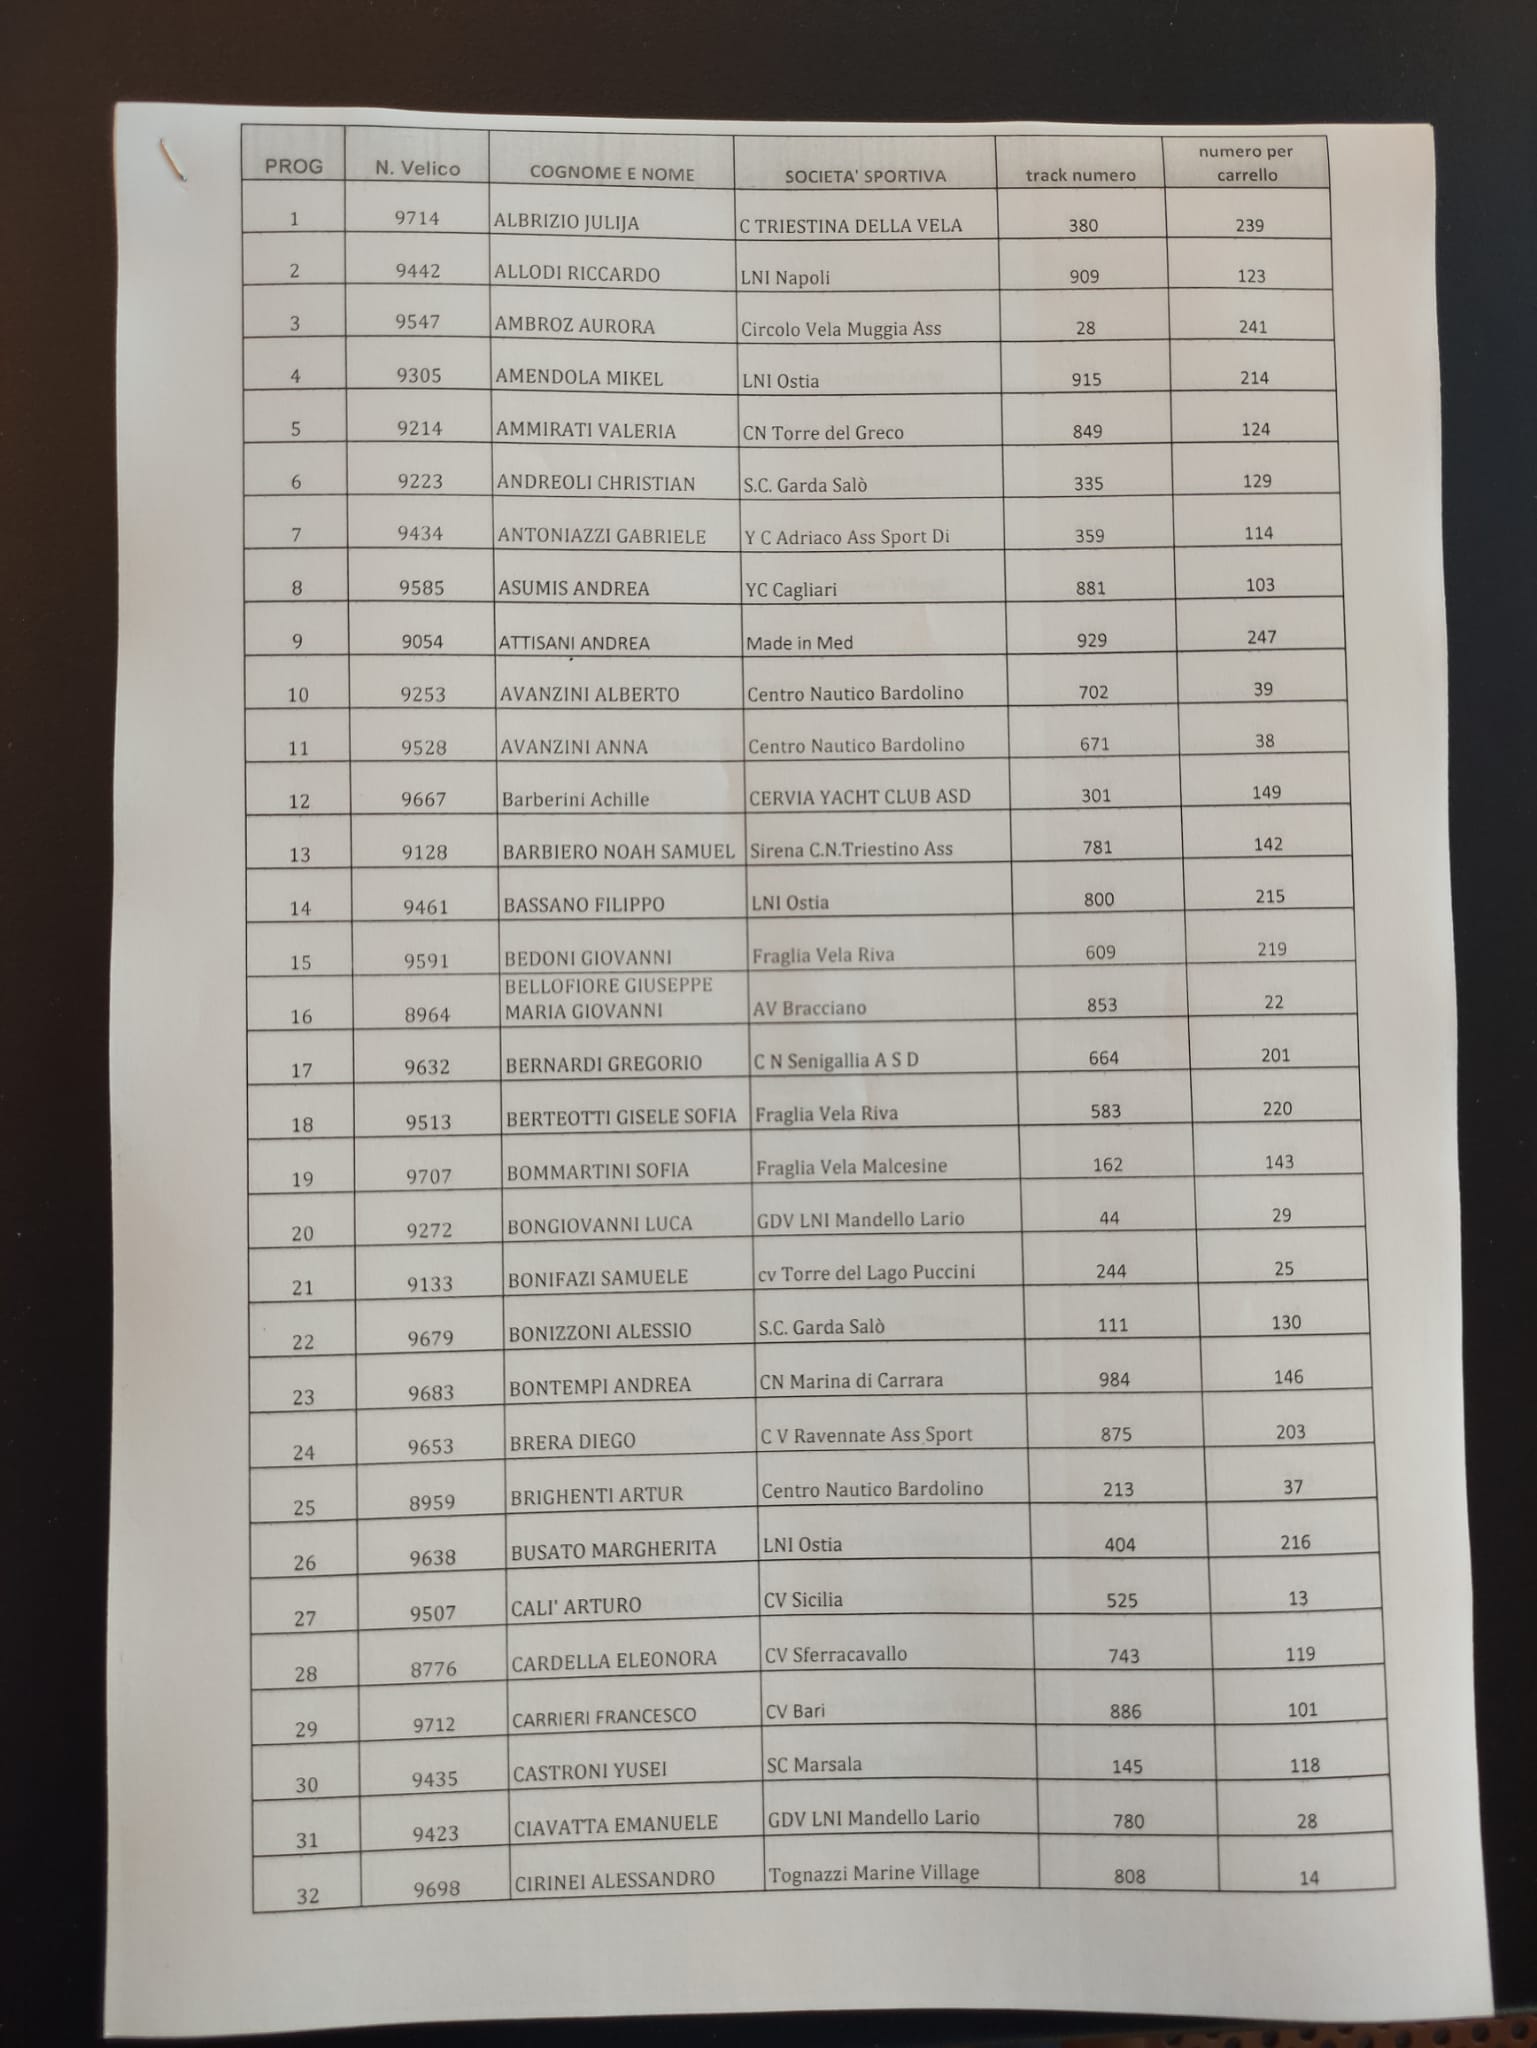 PROG N. Velico COGNOME E NOME SOCIETA' SPORTIVA track numero numero per carrello
1 9714 ALBRIZIO JULIJA C TRIESTINA DELLA VELA 380 239
2 9442 ALLODI RICCARDO LNI Napoli 909 123
3 9547 AMBROZ AURORA Circolo Vela Muggia Ass 28 241
4 9305 AMENDOLA MIKEL LNI Ostia 915 214
5 9214 AMMIRATI VALERIA CN Torre del Greco 849 124
6 9223 ANDREOLI CHRISTIAN S.C. Garda Salò 335 129
7 9434 ANTONIAZZI GABRIELE Y C Adriaco Ass Sport Di 359 114
8 9585 ASUMIS ANDREA YC Cagliari 881 103
9 9054 ATTISANI ANDREA Made in Med 929 247
10 9253 AVANZINI ALBERTO Centro Nautico Bardolino 702 39
11 9528 AVANZINI ANNA Centro Nautico Bardolino 671 38
12 9667 Barberini Achille CERVIA YACHT CLUB ASD 301 149
13 9128 BARBIERO NOAH SAMUEL Sirena C.N.Triestino Ass 781 142
14 9461 BASSANO FILIPPO LNI Ostia 800 215
15 9591 BEDONI GIOVANNI Fraglia Vela Riva 609 219
16 8964 BELLOFIORE GIUSEPPE MARIA GIOVANNI AV Bracciano 853 22
17 9632 BERNARDI GREGORIO C N Senigallia A S D 664 201
18 9513 BERTEOTTI GISELE SOFIA Fraglia Vela Riva 583 220
19 9707 BOMMARTINI SOFIA Fraglia Vela Malcesine 162 143
20 9272 BONGIOVANNI LUCA GDV LNI Mandello Lario 44 29
21 9133 BONIFAZI SAMUELE cv Torre del Lago Puccini 244 25
22 9679 BONIZZONI ALESSIO S.C. Garda Salò 111 130
23 9683 BONTEMPI ANDREA CN Marina di Carrara 984 146
24 9653 BRERA DIEGO C V Ravennate Ass Sport 875 203
25 8959 BRIGHENTI ARTUR Centro Nautico Bardolino 213 37
26 9638 BUSATO MARGHERITA LNI Ostia 404 216
27 9507 CALI' ARTURO CV Sicilia 525 13
28 8776 CARDELLA ELEONORA CV Sferracavallo 743 119
29 9712 CARRIERI FRANCESCO CV Bari 886 101
30 9435 CASTRONI YUSEI SC Marsala 145 118
31 9423 CIAVATTA EMANUELE GDV LNI Mandello Lario 780 28
32 9698 CIRINEI ALESSANDRO Tognazzi Marine Village 808 14